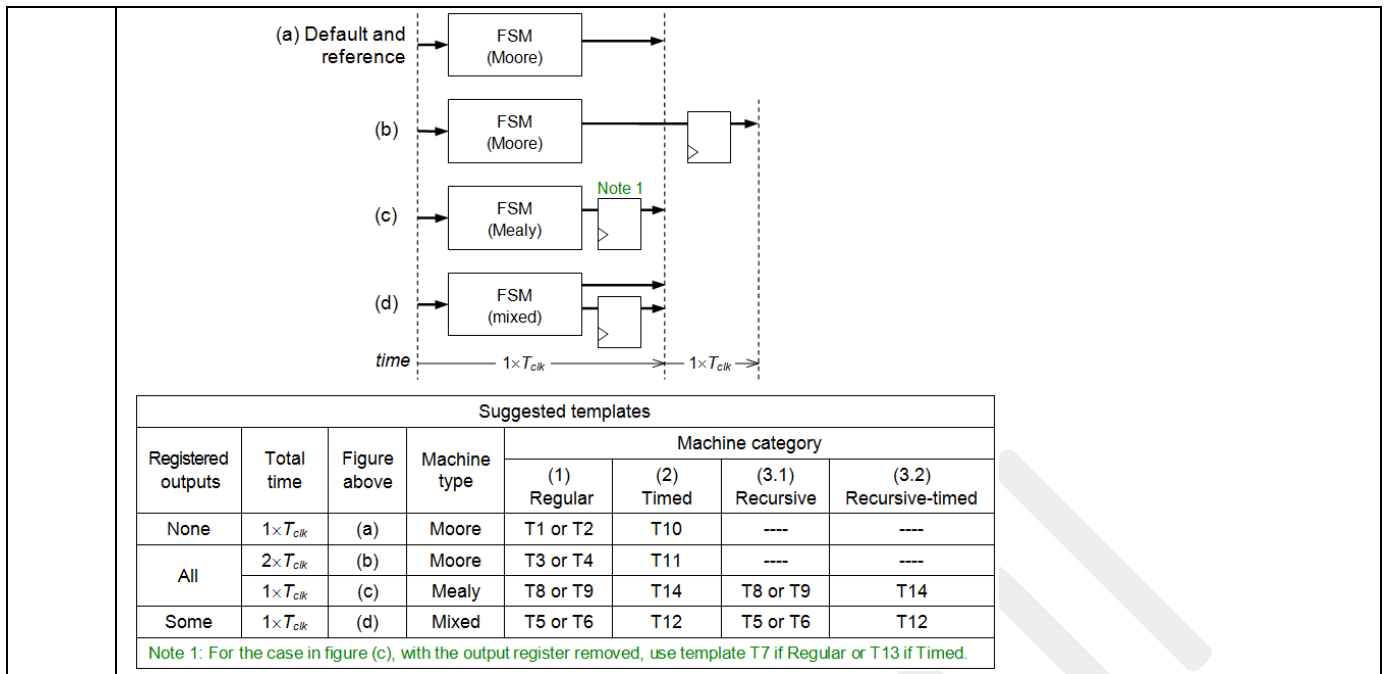 (a) Default and
reference
FSM
(Moore)
(b)
FSM
(Moore)
Note 1
(c)
FSM
(Mealy)
(d)
FSM
(mixed)
time 1×Tclk 1×Tclk
Suggested templates
Registered outputs Total time Figure above Machine type Machine category
(1) Regular (2) Timed (3.1) Recursive (3.2) Recursive-timed
None 1×Tclk (a) Moore T1 or T2 T10 ---- ----
All 2×Tclk (b) Moore T3 or T4 T11 ---- ----
1×Tclk (c) Mealy T8 or T9 T14 T8 or T9 T14
Some 1×Tclk (d) Mixed T5 or T6 T12 T5 or T6 T12
Note 1: For the case in figure (c), with the output register removed, use template T7 if Regular or T13 if Timed.